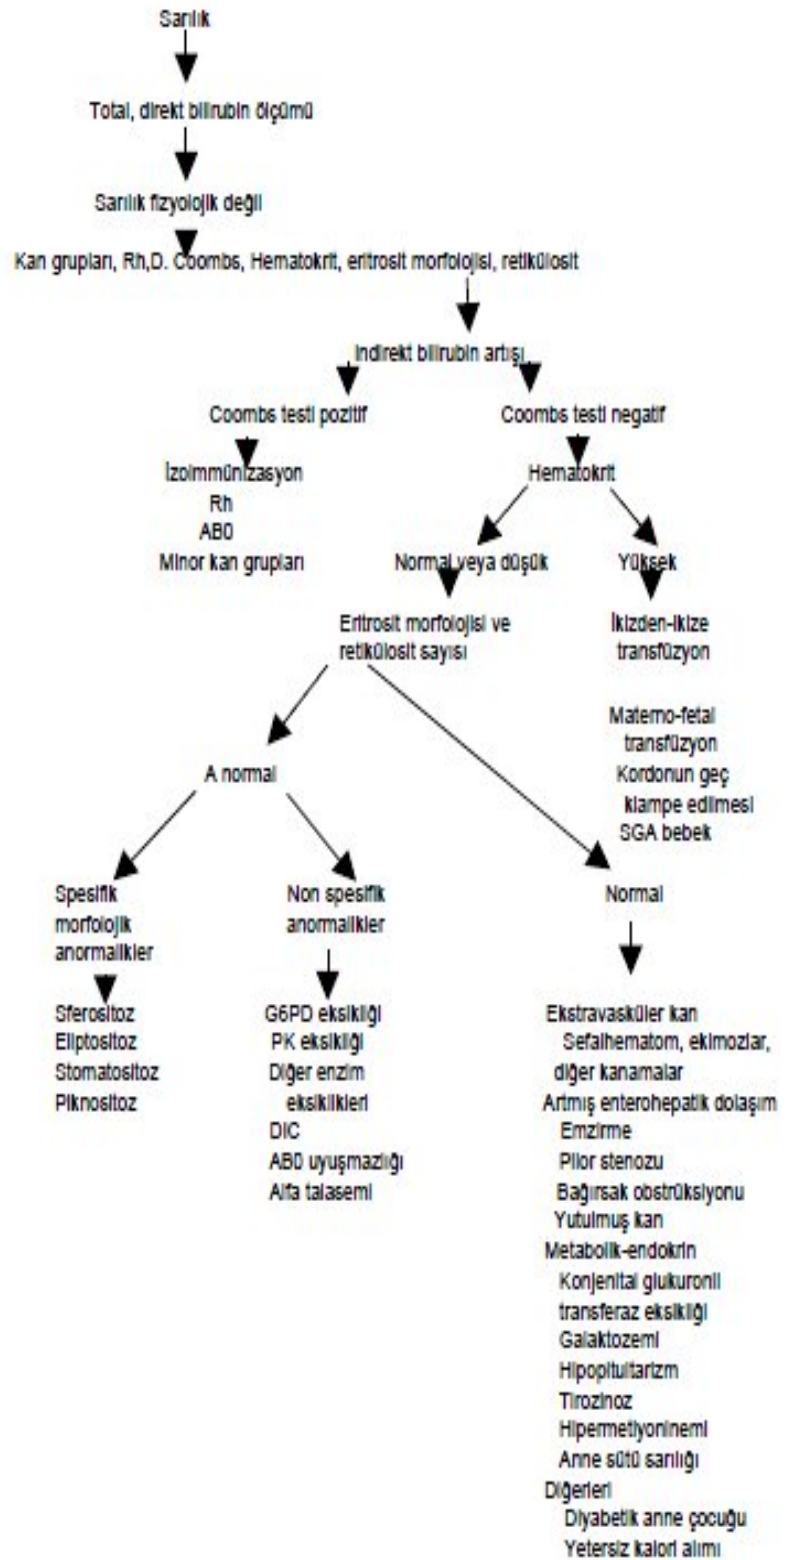 Sarılık
Total, direkt bilirubin ölçümü
Sarılık fizyolojik değil
Kan grupları, Rh,D. Coombs, Hematokrit, eritrosit morfolojisi, retikülosit
Indirekt bilirubin artışı
Coombs testi pozitif
Coombs testi negatif
İzoimmünizasyon
Rh
AB0
Minor kan grupları
Hematokrit
Normal veya düşük
Yüksek
Eritrosit morfolojisi ve
retikülosit sayısı
İkizden-ikize
transfüzyon
Materno-fetal
transfüzyon
Kordonun geç
klampe edilmesi
SGA bebek
A normal
Spesifik
morfolojik
anormalikler
Non spesifik
anormalikler
Normal
Sferositoz
Eliptositoz
Stomatositoz
Piknositoz
G6PD eksikliği
PK eksikliği
Diğer enzim
eksiklikleri
DIC
AB0 uyuşmazlığı
Alfa talasemi
Ekstravasküler kan
Sefalhematom, ekimozlar,
diğer kanamalar
Artmış enterohepatik dolaşım
Emzirme
Pilor stenozu
Bağırsak obstrüksiyonu
Yutulmuş kan
Metabolik-endokrin
Konjenital glukuronil
transferaz eksikliği
Galaktozemi
Hipopituitarizm
Tirozinoz
Hipermetiyoninemi
Anne sütü sarılığı
Diğerleri
Diyabetik anne çocuğu
Yetersiz kalori alımı